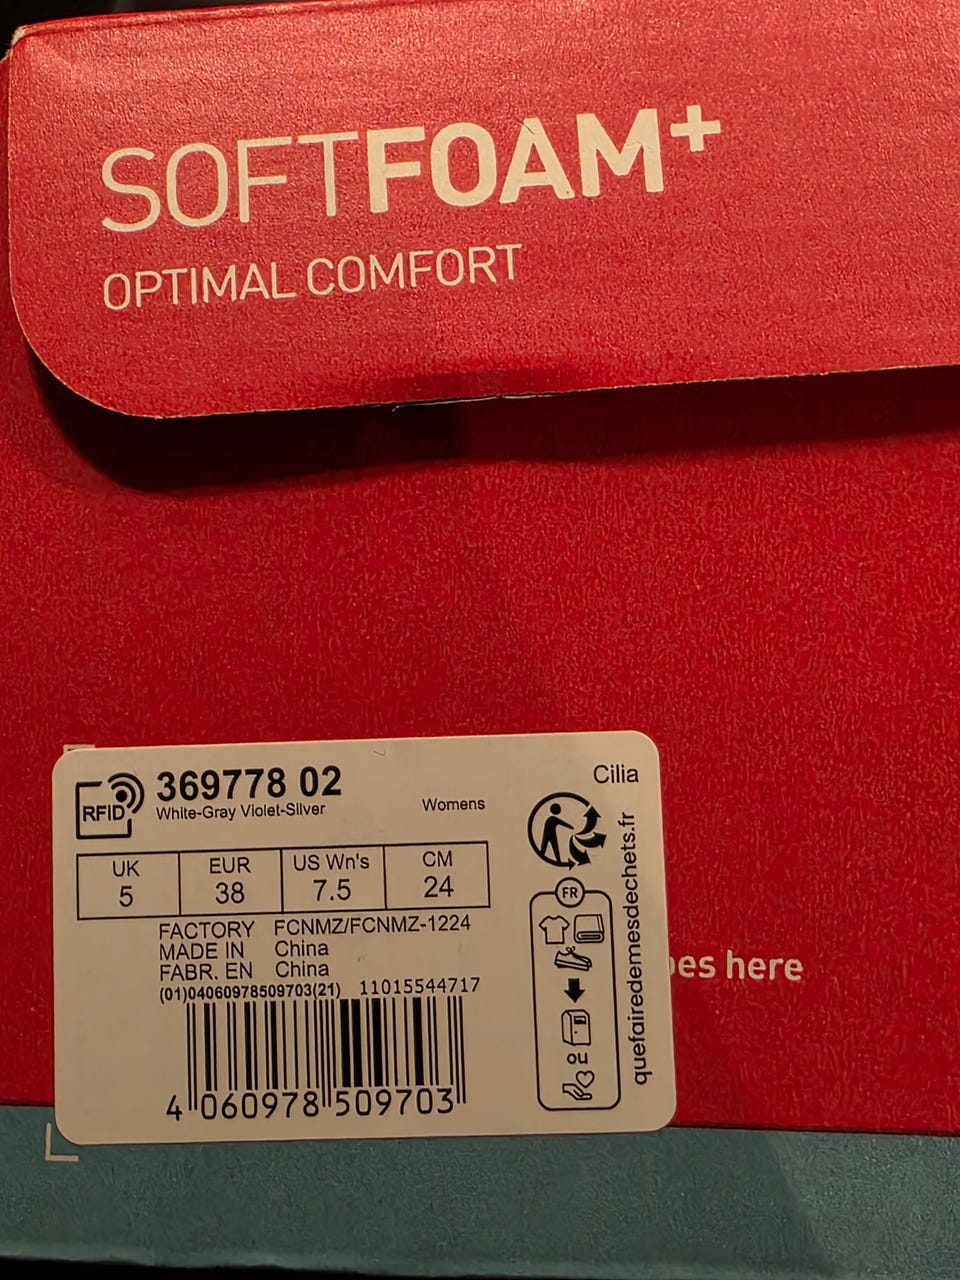 SOFTFOAM+
OPTIMAL COMFORT
RFID
369778 02
White-Gray Violet-Silver
Womens
Cilia
UK EUR US Wn's CM
5 38 7.5 24
FACTORY FCNMZ/FCNMZ-1224
MADE IN China
FABR. EN China
(01)04060978509703(21) 11015544717
4 060978 509703
FR
ou
quefairedemesdechets.fr
here